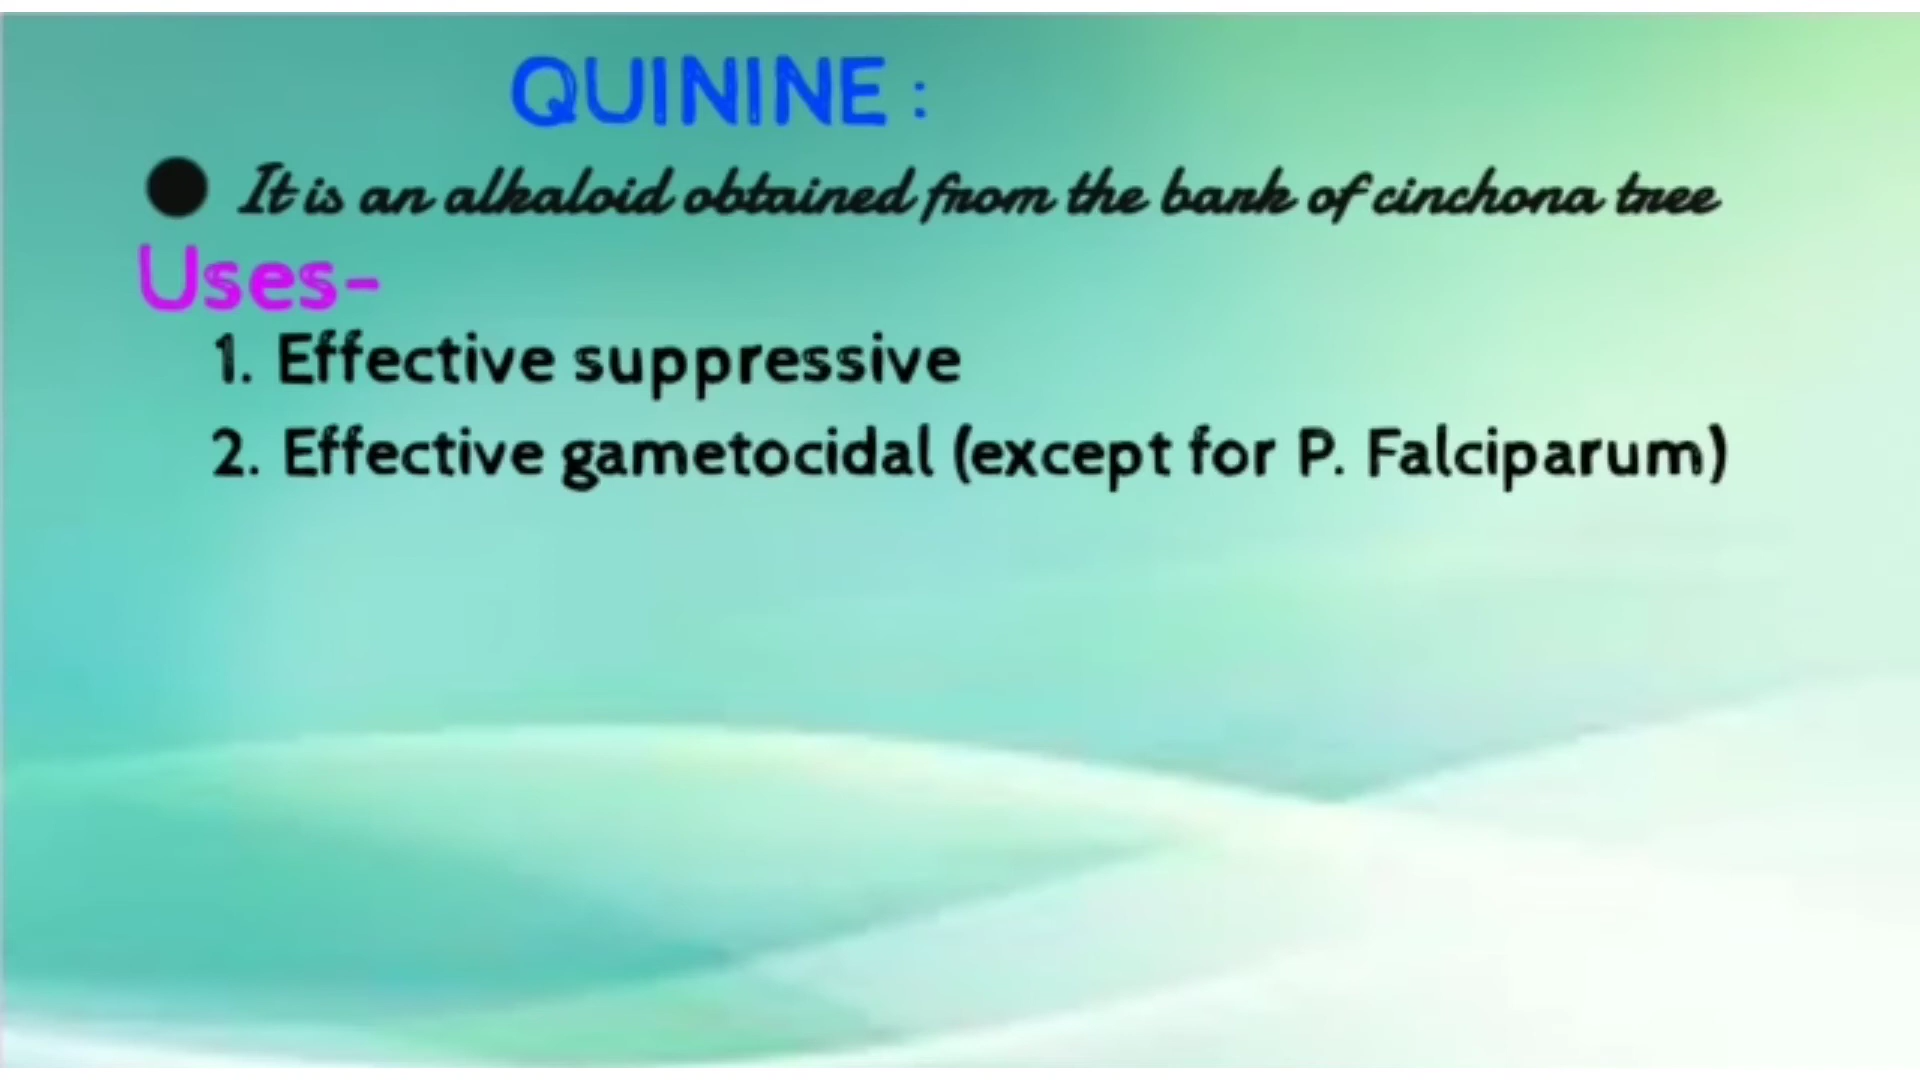 QUININE :
● It is an alkaloid obtained from the bark of cinchona tree
Uses-
1. Effective suppressive
2. Effective gametocidal (except for P. Falciparum)